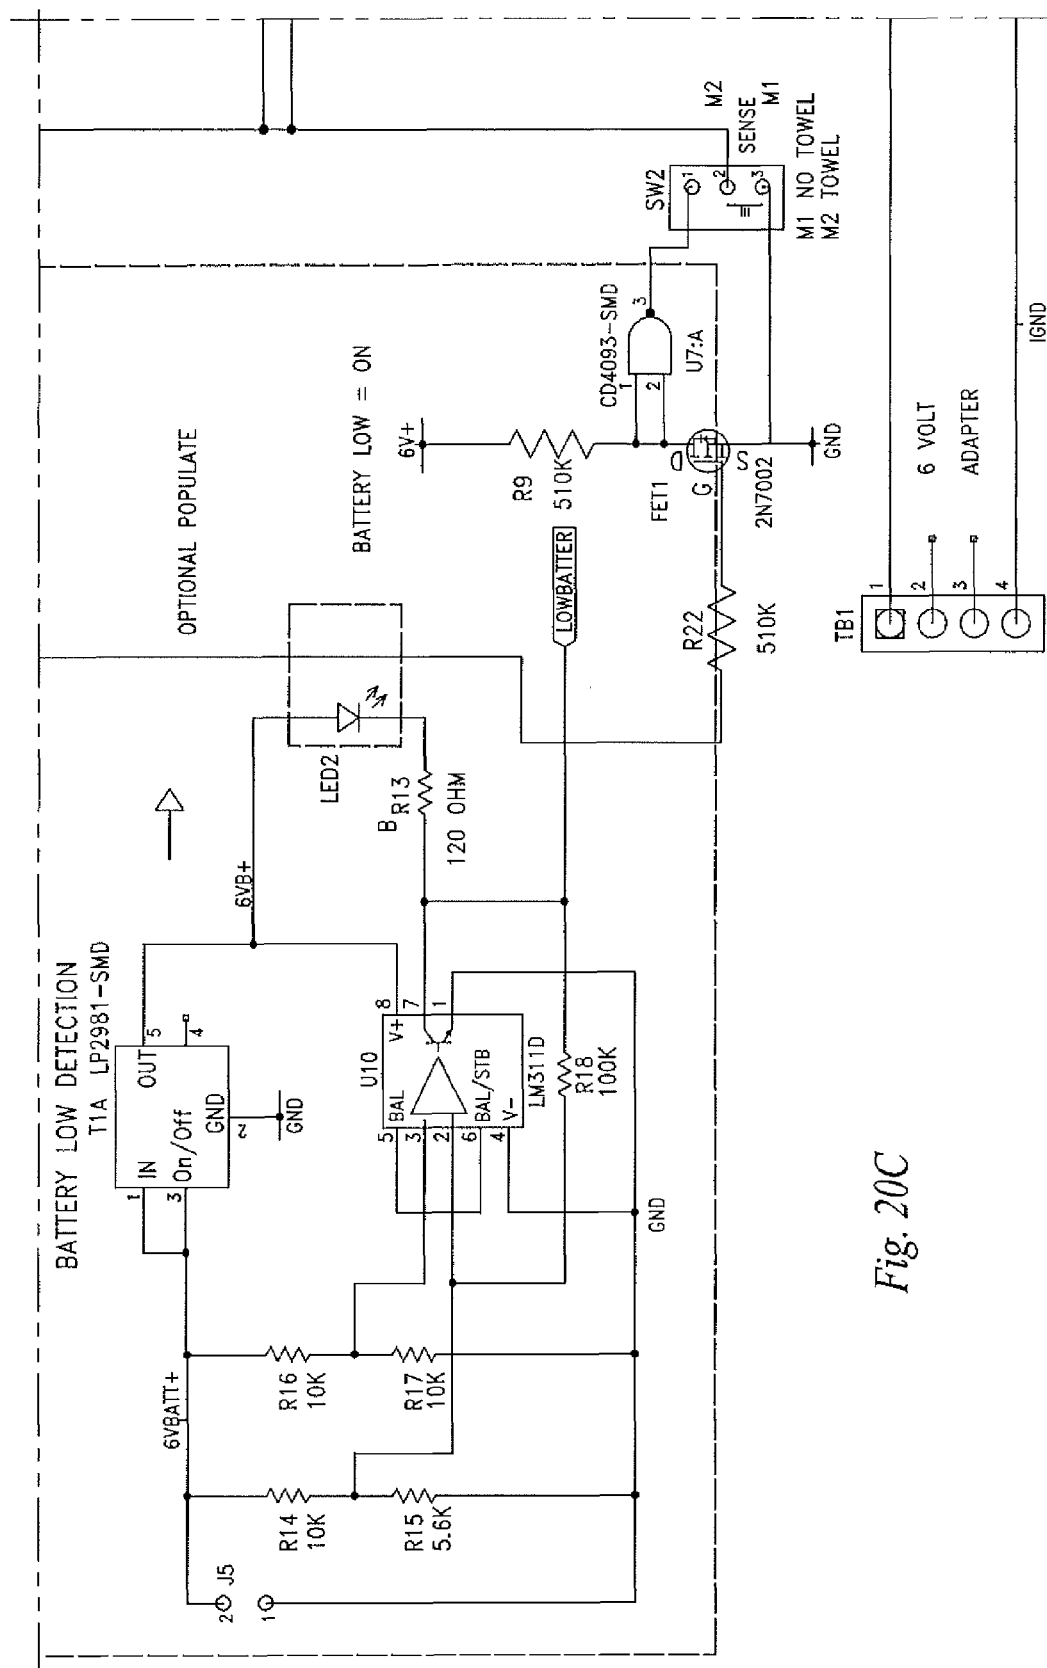 BATTERY LOW DETECTION
T1A LP2981-SMD
IN
OUT
On/Off
GND
1
3
5
4
2
GND
6VBATT+
6VB+
J5
2
1
R14
10K
R15
5.6K
R16
10K
R17
10K
U10
BAL
V+
BAL/STB
V-
5
3
2
6
4
8
7
1
LM311D
R18
100K
GND
B
R13
120 OHM
LED2
OPTIONAL POPULATE
BATTERY LOW = ON
LOWBATTER
6V+
R9
510K
CD4093-SMD
1
2
3
U7:A
FET1
D
G
S
2N7002
GND
R22
510K
SW2
1
2
3
M2
SENSE
M1
M1 NO TOWEL
M2 TOWEL
TB1
1
2
3
4
6 VOLT
ADAPTER
IGND
Fig. 20C